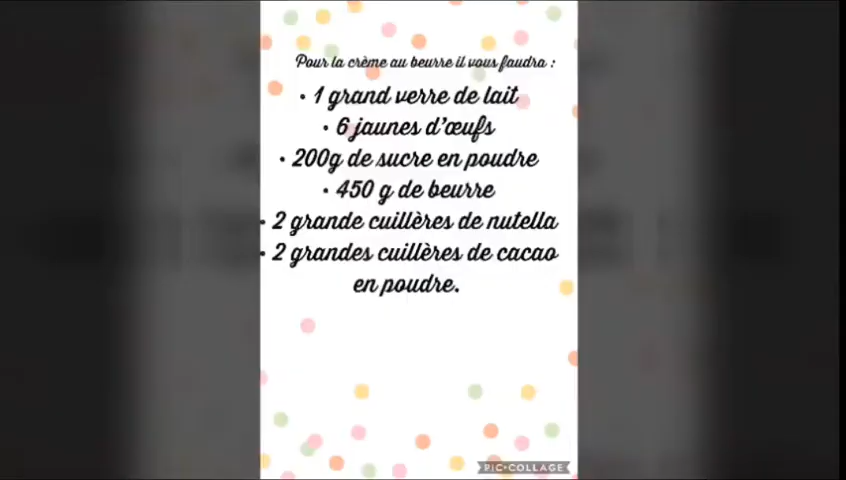 Pour la crème au beurre il vous faudra :
• 1 grand verre de lait
• 6 jaunes d'œufs
• 200g de sucre en poudre
• 450 g de beurre
• 2 grande cuillères de nutella
• 2 grandes cuillères de cacao
en poudre.
PIC•COLLAGE